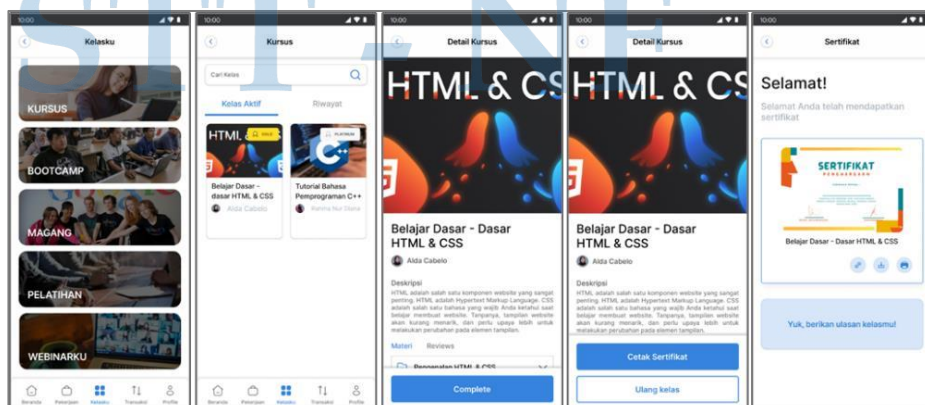 STT - NF
10:00
Kelasku
KURSUS
BOOTCAMP
MAGANG
PELATIHAN
WEBINARKU
Beranda Pekerjaan Kelasku Transaksi Profile
10:00
Kursus
Cari Kelas
Kelas Aktif Riwayat
HTML GOLD
PLATINUM
Belajar Dasar -
dasar HTML & CSS
Alda Cabelo
Tutorial Bahasa
Pemprograman C++
Karina Nur Diana
Beranda Pekerjaan Kelasku Transaksi Profile
10:00
Detail Kursus
HTML & CS
Belajar Dasar - Dasar
HTML & CSS
Alda Cabelo
Deskripsi
HTML adalah salah satu komponen website yang sangat
penting. HTML adalah Hypertext Markup Language. CSS
adalah salah satu bahasa yang wajib Anda ketahui saat
belajar membuat website. Tanpanya, tampilan website
akan kurang menarik, dan perlu upaya lebih untuk
melakukan perubahan pada elemen tampilan.
Materi Reviews
Pengenalan HTML & CSS
Complete
10:00
Detail Kursus
HTML & CS
Belajar Dasar - Dasar
HTML & CSS
Alda Cabelo
Deskripsi
HTML adalah salah satu komponen website yang sangat
penting. HTML adalah Hypertext Markup Language. CSS
adalah salah satu bahasa yang wajib Anda ketahui saat
belajar membuat website. Tanpanya, tampilan website
akan kurang menarik, dan perlu upaya lebih untuk
melakukan perubahan pada elemen tampilan.
Cetak Sertifikat
Ulang kelas
10:00
Sertifikat
Selamat!
Selamat Anda telah mendapatkan
sertifikat
SERTIFIKAT
PENGHARGAAN
Belajar Dasar - Dasar HTML & CSS
Yuk, berikan ulasan kelasmu!